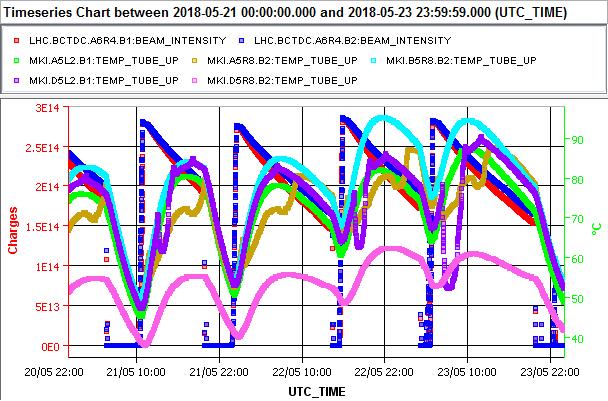 Timeseries Chart between 2018-05-21 00:00:00.000 and 2018-05-23 23:59:59.000 (UTC_TIME)
LHC.BCTDC.A6R4.B1:BEAM_INTENSITY LHC.BCTDC.A6R4.B2:BEAM_INTENSITY
MKI.A5L2.B1:TEMP_TUBE_UP MKI.A5R8.B2:TEMP_TUBE_UP MKI.B5R8.B2:TEMP_TUBE_UP
MKI.D5L2.B1:TEMP_TUBE_UP MKI.D5R8.B2:TEMP_TUBE_UP
3E14
2.5E14
2E14
1.5E14
1E14
5E13
0E0
Charges
90
80
70
60
50
40
°C
20/05 22:00 21/05 10:00 21/05 22:00 22/05 10:00 22/05 22:00 23/05 10:00 23/05 22:00
UTC_TIME